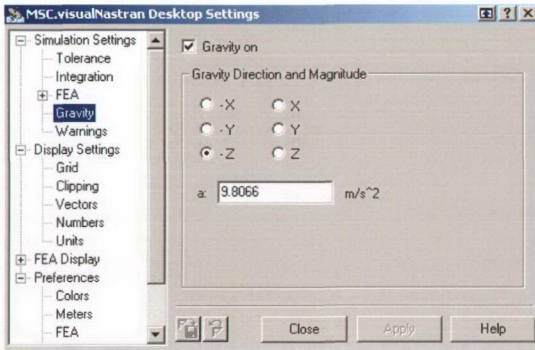 MSC.visualNastran Desktop Settings
Simulation Settings
Tolerance
Integration
FEA
Gravity
Warnings
Display Settings
Grid
Clipping
Vectors
Numbers
Units
FEA Display
Preferences
Colors
Meters
FEA
Gravity on
Gravity Direction and Magnitude
-X X
-Y Y
-Z Z
a: 9.8066 m/s^2
Close Apply Help